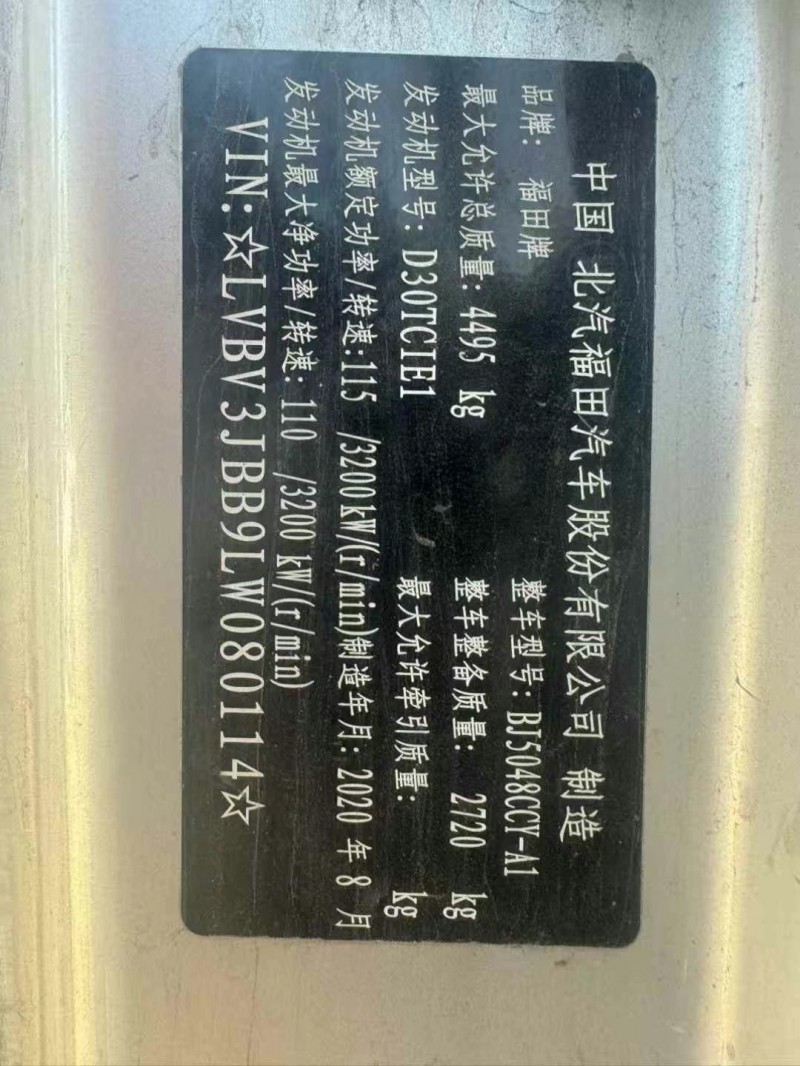 中国 北汽福田汽车股份有限公司 制造
品牌: 福田牌 整车型号: BJ5048CCY-A1
最大允许总质量: 4495 kg 整车整备质量: 2720 kg
发动机型号: D30TCIE1 最大允许牵引质量: kg
发动机额定功率/转速:115 /3200kW/(r/min)制造年月: 2020 年 8 月
发动机最大净功率/转速: 110 /3200 kW/(r/min)
VIN:☆LVBV3JBB9LW080114☆